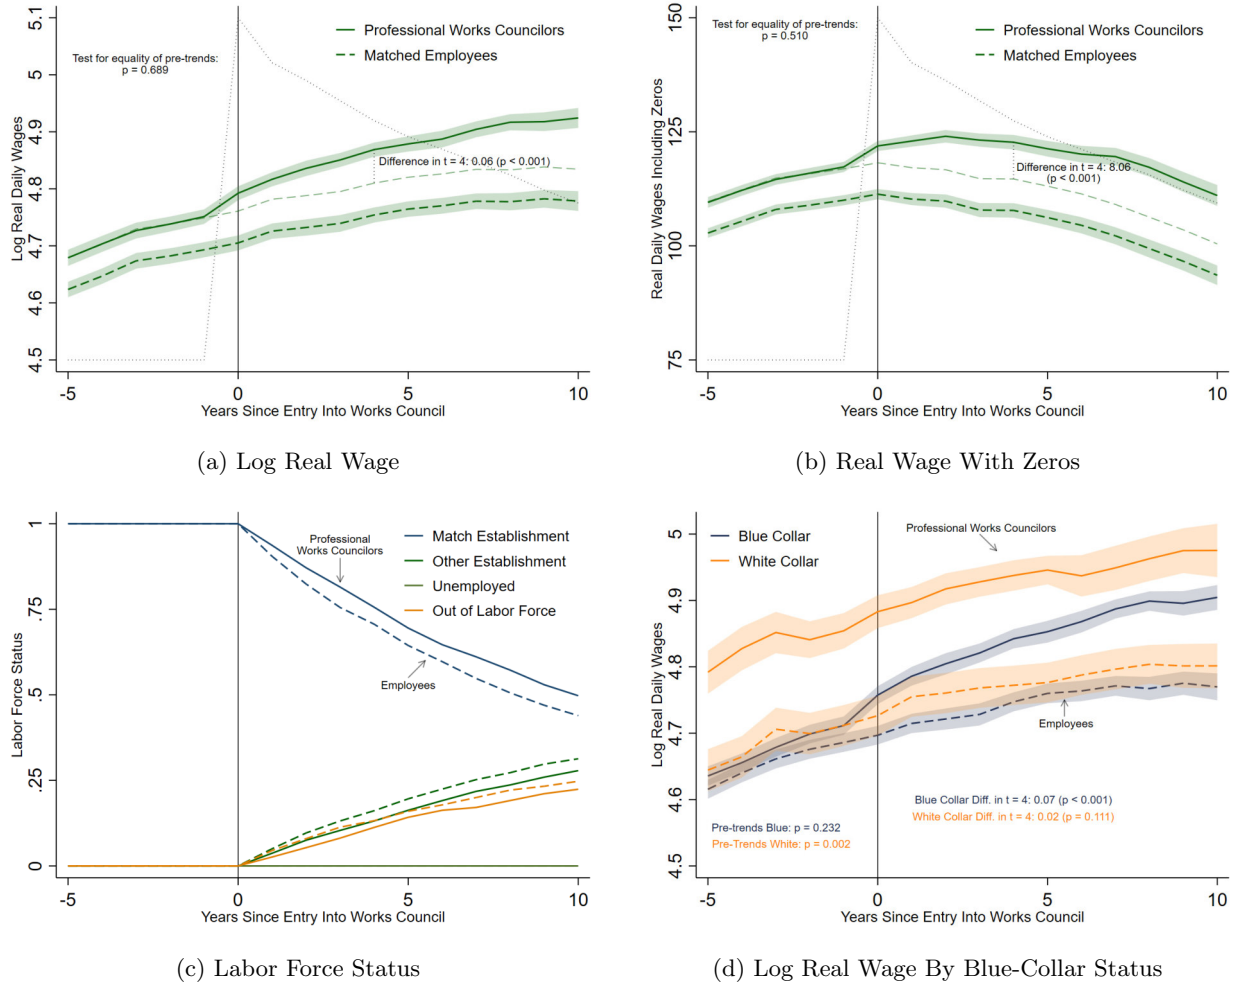 Test for equality of pre-trends:
p = 0.689
Professional Works Councilors
Matched Employees
Difference in t = 4: 0.06 (p < 0.001)
Log Real Daily Wages
5.1
5
4.9
4.8
4.7
4.6
4.5
-5
0
5
10
Years Since Entry Into Works Council
(a) Log Real Wage
Test for equality of pre-trends:
p = 0.510
Professional Works Councilors
Matched Employees
Difference in t = 4: 8.06
(p < 0.001)
Real Daily Wages Including Zeros
150
125
100
75
-5
0
5
10
Years Since Entry Into Works Council
(b) Real Wage With Zeros
Professional
Works Councilors
Match Establishment
Other Establishment
Unemployed
Out of Labor Force
Employees
Labor Force Status
1
.75
.5
.25
0
-5
0
5
10
Years Since Entry Into Works Council
(c) Labor Force Status
Professional Works Councilors
Blue Collar
White Collar
Employees
Blue Collar Diff. in t = 4: 0.07 (p < 0.001)
White Collar Diff. in t = 4: 0.02 (p = 0.111)
Pre-trends Blue: p = 0.232
Pre-Trends White: p = 0.002
Log Real Daily Wages
5
4.9
4.8
4.7
4.6
4.5
-5
0
5
10
Years Since Entry Into Works Council
(d) Log Real Wage By Blue-Collar Status